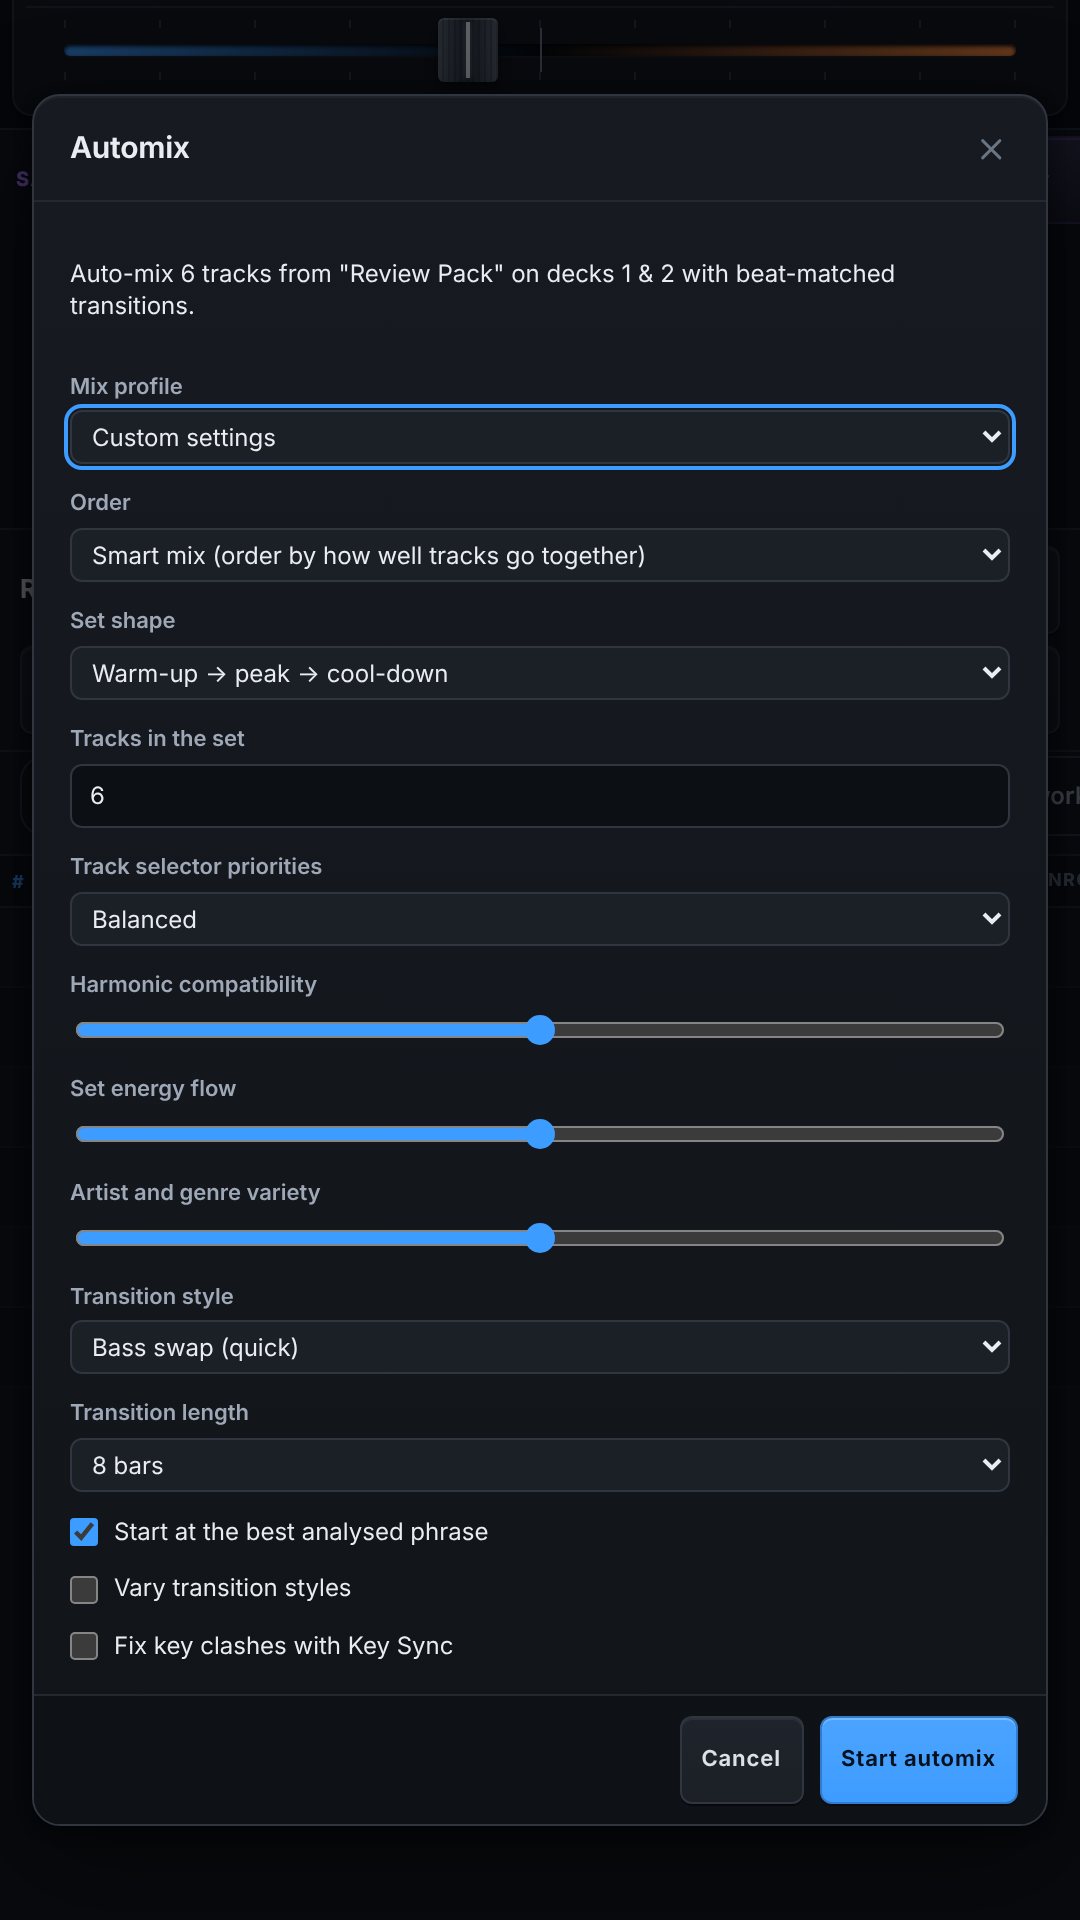 Automix
Auto-mix 6 tracks from "Review Pack" on decks 1 & 2 with beat-matched
transitions.
Mix profile
Custom settings
Order
Smart mix (order by how well tracks go together)
Set shape
Warm-up → peak → cool-down
Tracks in the set
6
Track selector priorities
Balanced
#
Harmonic compatibility
Set energy flow
Artist and genre variety
Transition style
Bass swap (quick)
Transition length
8 bars
Start at the best analysed phrase
Vary transition styles
Fix key clashes with Key Sync
Cancel
Start automix